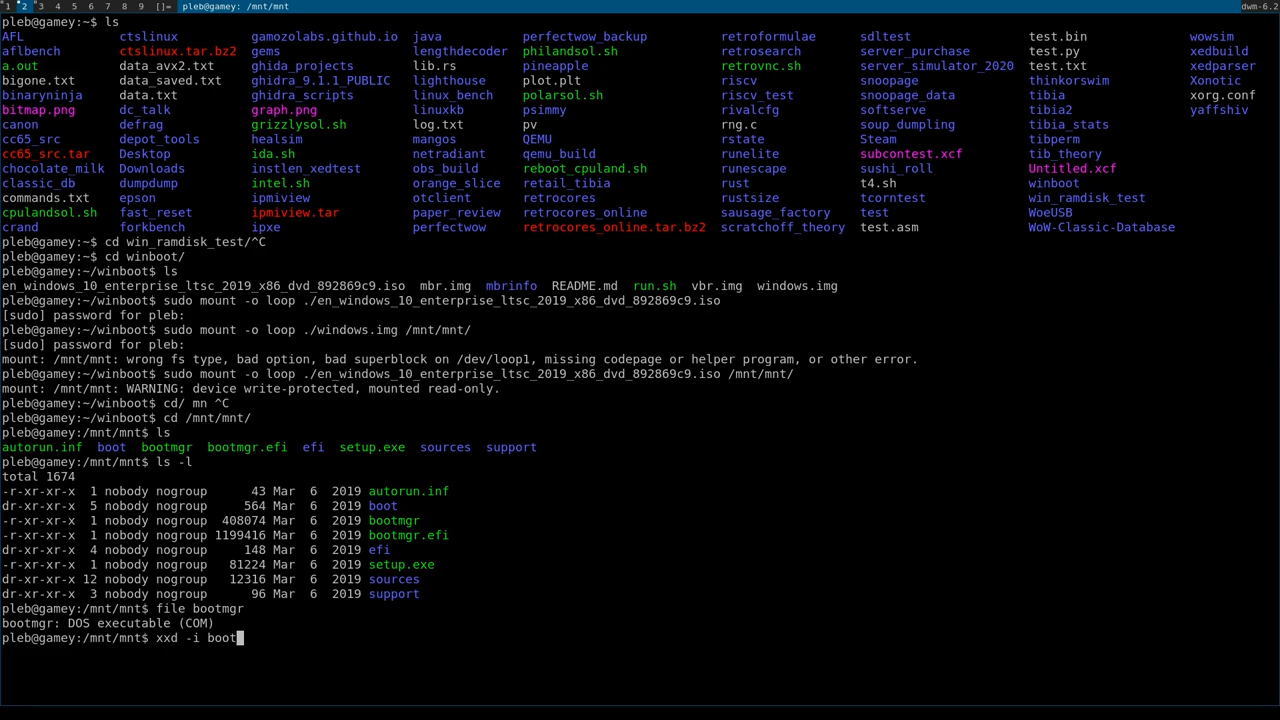 1 2 3 4 5 6 7 8 9 []= pleb@gamey: /mnt/mnt dwm-6.2
pleb@gamey:~$ ls
AFL ctslinux gamozolabs.github.io java perfectwow_backup retroformulae sdltest test.bin wowsim
aflbench ctslinux.tar.bz2 gems lengthdecoder philandsol.sh retrosearch server_purchase test.py xedbuild
a.out data_avx2.txt ghida_projects lib.rs pineapple retrovnc.sh server_simulator_2020 test.txt xedparser
bigone.txt data_saved.txt ghidra_9.1.1_PUBLIC lighthouse plot.plt riscv snoopage thinkorswim Xonotic
binaryninja data.txt ghidra_scripts linux_bench polarsol.sh riscv_test snoopage_data tibia xorg.conf
bitmap.png dc_talk graph.png linuxkb psimmy rivalcfg softserve tibia2 yaffshiv
canon defrag grizzlysol.sh log.txt pv rng.c soup_dumpling tibia_stats
cc65_src depot_tools healsim mangos QEMU rstate Steam tibperm
cc65_src.tar Desktop ida.sh netradiant qemu_build runelite subcontest.xcf tib_theory
chocolate_milk Downloads instlen_xedtest obs_build reboot_cpuland.sh runescape sushi_roll Untitled.xcf
classic_db dumpdump intel.sh orange_slice retail_tibia rust t4.sh winboot
commands.txt epson ipmiview otclient retrocores rustsize tcorntest win_ramdisk_test
cpulandsol.sh fast_reset ipmiview.tar paper_review retrocores_online sausage_factory test WoeUSB
crand forkbench ipxe perfectwow retrocores_online.tar.bz2 scratchoff_theory test.asm WoW-Classic-Database
pleb@gamey:~$ cd win_ramdisk_test/^C
pleb@gamey:~$ cd winboot/
pleb@gamey:~/winboot$ ls
en_windows_10_enterprise_ltsc_2019_x86_dvd_892869c9.iso mbr.img mbrinfo README.md run.sh vbr.img windows.img
pleb@gamey:~/winboot$ sudo mount -o loop ./en_windows_10_enterprise_ltsc_2019_x86_dvd_892869c9.iso
[sudo] password for pleb:
pleb@gamey:~/winboot$ sudo mount -o loop ./windows.img /mnt/mnt/
[sudo] password for pleb:
mount: /mnt/mnt: wrong fs type, bad option, bad superblock on /dev/loop1, missing codepage or helper program, or other error.
pleb@gamey:~/winboot$ sudo mount -o loop ./en_windows_10_enterprise_ltsc_2019_x86_dvd_892869c9.iso /mnt/mnt/
mount: /mnt/mnt: WARNING: device write-protected, mounted read-only.
pleb@gamey:~/winboot$ cd/ mn ^C
pleb@gamey:~/winboot$ cd /mnt/mnt/
pleb@gamey:/mnt/mnt$ ls
autorun.inf boot bootmgr bootmgr.efi efi setup.exe sources support
pleb@gamey:/mnt/mnt$ ls -l
total 1674
-r-xr-xr-x 1 nobody nogroup 43 Mar 6 2019 autorun.inf
dr-xr-xr-x 5 nobody nogroup 564 Mar 6 2019 boot
-r-xr-xr-x 1 nobody nogroup 408074 Mar 6 2019 bootmgr
-r-xr-xr-x 1 nobody nogroup 1199416 Mar 6 2019 bootmgr.efi
dr-xr-xr-x 4 nobody nogroup 148 Mar 6 2019 efi
-r-xr-xr-x 1 nobody nogroup 81224 Mar 6 2019 setup.exe
dr-xr-xr-x 12 nobody nogroup 12316 Mar 6 2019 sources
dr-xr-xr-x 3 nobody nogroup 96 Mar 6 2019 support
pleb@gamey:/mnt/mnt$ file bootmgr
bootmgr: DOS executable (COM)
pleb@gamey:/mnt/mnt$ xxd -i boot